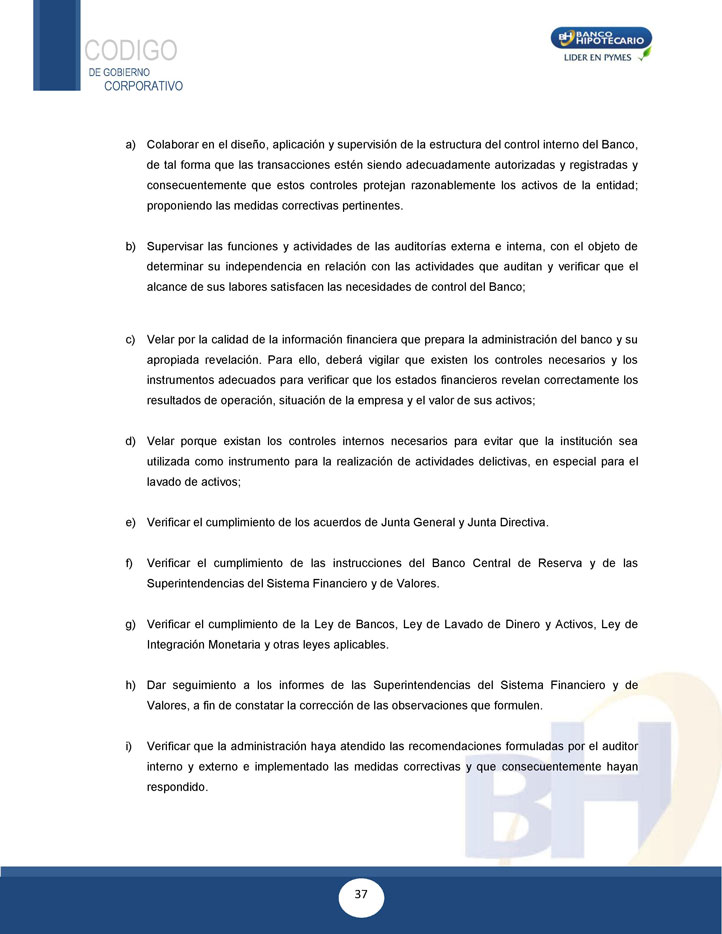 CODIGO
DE GOBIERNO
CORPORATIVO
BH BANCO
HIPOTECARIO
LIDER EN PYMES
a) Colaborar en el diseño, aplicación y supervisión de la estructura del control interno del Banco,
de tal forma que las transacciones estén siendo adecuadamente autorizadas y registradas y
consecuentemente que estos controles protejan razonablemente los activos de la entidad;
proponiendo las medidas correctivas pertinentes.
b) Supervisar las funciones y actividades de las auditorías externa e interna, con el objeto de
determinar su independencia en relación con las actividades que auditan y verificar que el
alcance de sus labores satisfacen las necesidades de control del Banco;
c) Velar por la calidad de la información financiera que prepara la administración del banco y su
apropiada revelación. Para ello, deberá vigilar que existen los controles necesarios y los
instrumentos adecuados para verificar que los estados financieros revelan correctamente los
resultados de operación, situación de la empresa y el valor de sus activos;
d) Velar porque existan los controles internos necesarios para evitar que la institución sea
utilizada como instrumento para la realización de actividades delictivas, en especial para el
lavado de activos;
e) Verificar el cumplimiento de los acuerdos de Junta General y Junta Directiva.
f) Verificar el cumplimiento de las instrucciones del Banco Central de Reserva y de las
Superintendencias del Sistema Financiero y de Valores.
g) Verificar el cumplimiento de la Ley de Bancos, Ley de Lavado de Dinero y Activos, Ley de
Integración Monetaria y otras leyes aplicables.
h) Dar seguimiento a los informes de las Superintendencias del Sistema Financiero y de
Valores, a fin de constatar la corrección de las observaciones que formulen.
i) Verificar que la administración haya atendido las recomendaciones formuladas por el auditor
interno y externo e implementado las medidas correctivas y que consecuentemente hayan
respondido.
BH
37